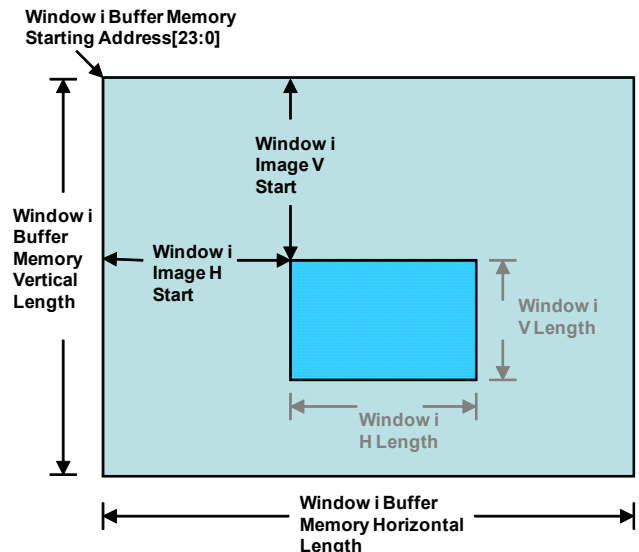 Window i Buffer Memory
Starting Address[23:0]
Window i
Image V
Start
Window i
Buffer
Memory
Vertical
Length
Window i
Image H
Start
Window i
V Length
Window i
H Length
Window i Buffer
Memory Horizontal
Length